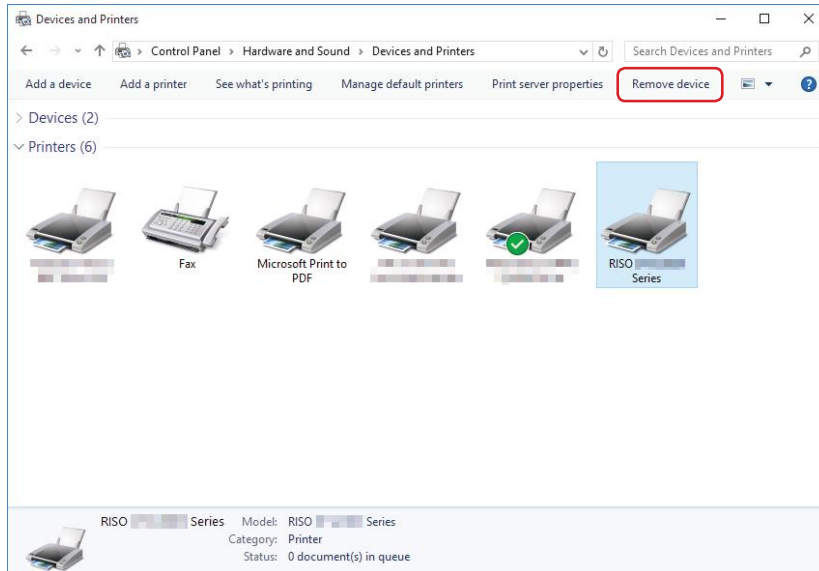 Devices and Printers
Control Panel > Hardware and Sound > Devices and Printers
Search Devices and Printers
Add a device Add a printer See what's printing Manage default printers Print server properties Remove device
Devices (2)
Printers (6)
Fax
Microsoft Print to
PDF
RISO
Series
RISO Series Model: RISO Series
Category: Printer
Status: 0 document(s) in queue